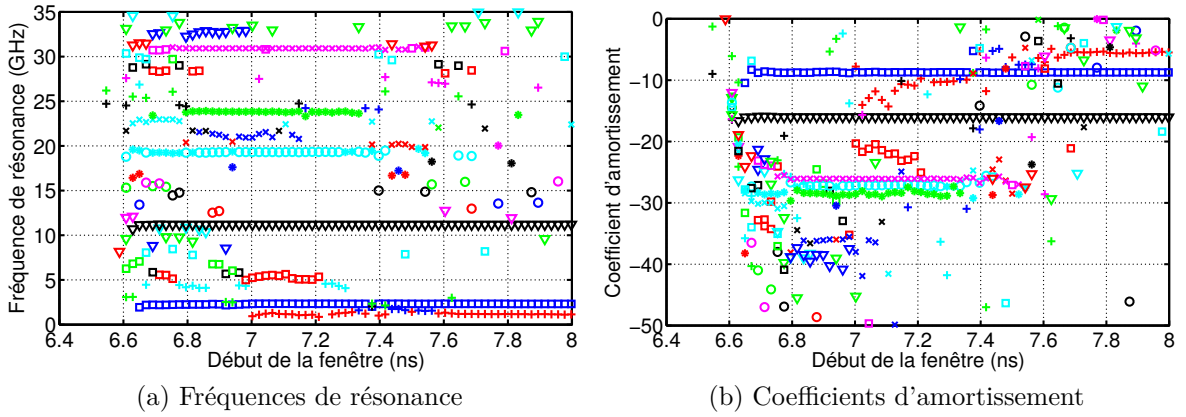 35
30
25
20
15
10
5
0
Fréquence de résonance (GHz)
6.4 6.6 6.8 7 7.2 7.4 7.6 7.8 8
Début de la fenêtre (ns)
(a) Fréquences de résonance
0
−10
−20
−30
−40
−50
Coefficient d'amortissement
6.4 6.6 6.8 7 7.2 7.4 7.6 7.8 8
Début de la fenêtre (ns)
(b) Coefficients d'amortissement